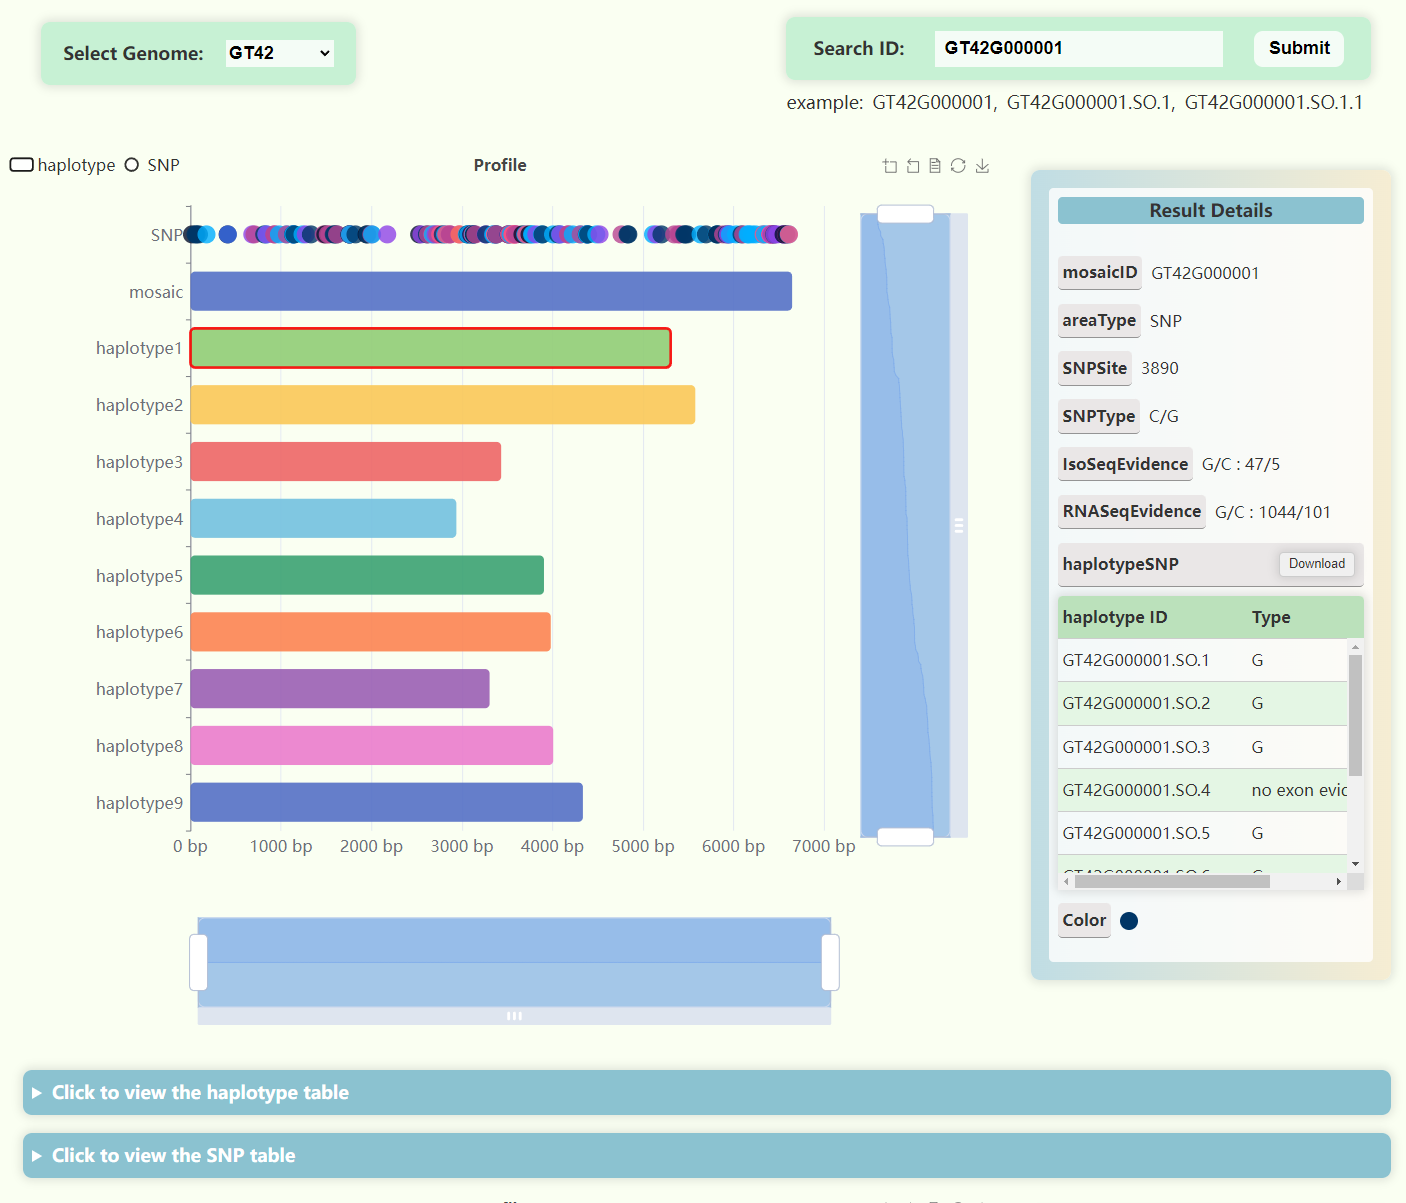 Select Genome: GT42
Search ID: GT42G000001 Submit
example: GT42G000001, GT42G000001.SO.1, GT42G000001.SO.1.1
haplotype SNP
Profile
SNP
mosaic
haplotype1
haplotype2
haplotype3
haplotype4
haplotype5
haplotype6
haplotype7
haplotype8
haplotype9
0 bp 1000 bp 2000 bp 3000 bp 4000 bp 5000 bp 6000 bp 7000 bp
Result Details
mosaicID GT42G000001
areaType SNP
SNPSite 3890
SNPType C/G
IsoSeqEvidence G/C : 47/5
RNASeqEvidence G/C : 1044/101
haplotypeSNP Download
haplotype ID Type
GT42G000001.SO.1 G
GT42G000001.SO.2 G
GT42G000001.SO.3 G
GT42G000001.SO.4 no exon evic
GT42G000001.SO.5 G
Color
Click to view the haplotype table
Click to view the SNP table